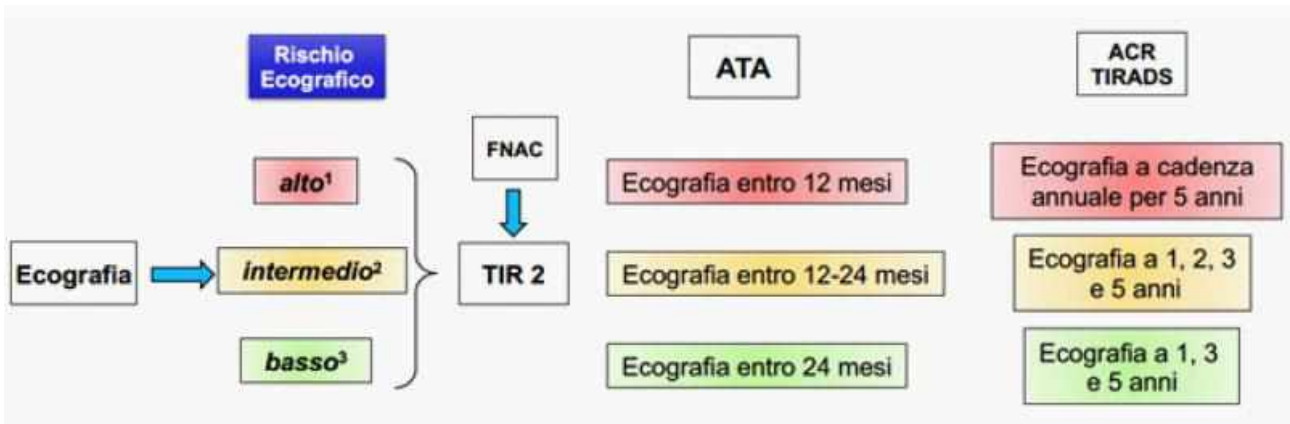 Rischio
Ecografico
ATA
ACR
TIRADS
FNAC
alto¹
Ecografia entro 12 mesi
Ecografia a cadenza
annuale per 5 anni
Ecografia
intermedio²
TIR 2
Ecografia entro 12-24 mesi
Ecografia a 1, 2, 3
e 5 anni
basso³
Ecografia entro 24 mesi
Ecografia a 1, 3
e 5 anni